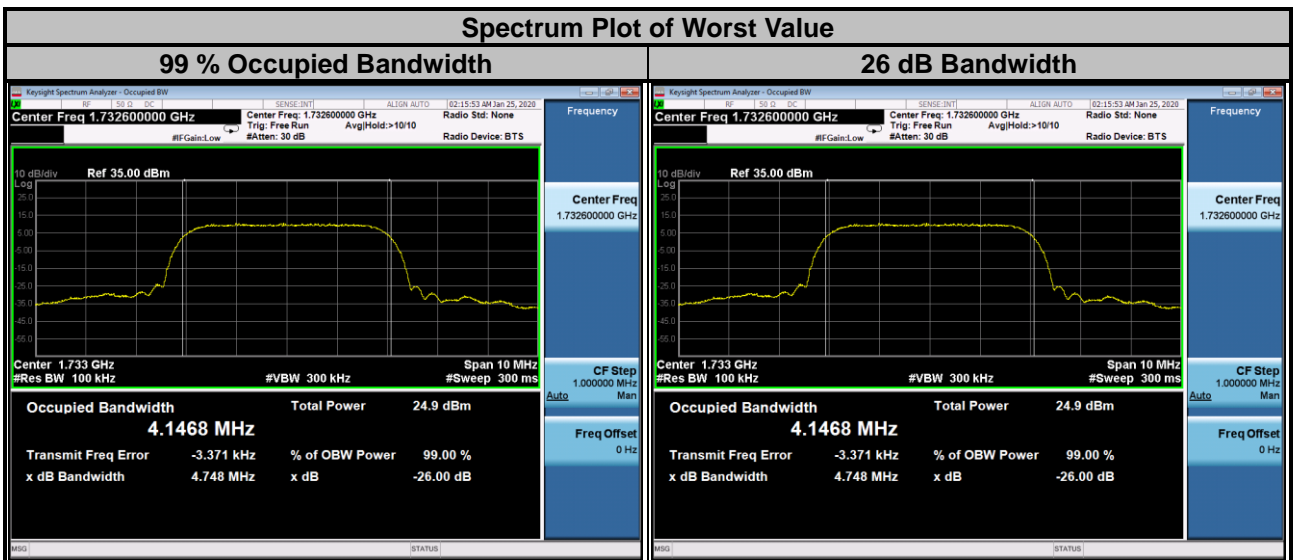 Spectrum Plot of Worst Value
99 % Occupied Bandwidth
26 dB Bandwidth
Keysight Spectrum Analyzer - Occupied BW
RF 50 Ω DC SENSE:INT ALIGN AUTO 02:15:53 AM Jan 25, 2020
Center Freq 1.732600000 GHz
Center Freq: 1.732600000 GHz
Radio Std: None
Trig: Free Run Avg|Hold:>10/10
#IFGain:Low #Atten: 30 dB
Radio Device: BTS
10 dB/div Ref 35.00 dBm
Log
25.0
15.0
5.00
-5.00
-15.0
-25.0
-35.0
-45.0
-55.0
Center 1.733 GHz Span 10 MHz
#Res BW 100 kHz #VBW 300 kHz #Sweep 300 ms
Occupied Bandwidth Total Power 24.9 dBm
4.1468 MHz
Transmit Freq Error -3.371 kHz % of OBW Power 99.00 %
x dB Bandwidth 4.748 MHz x dB -26.00 dB
MSG STATUS
Frequency
Center Freq
1.732600000 GHz
CF Step
1.000000 MHz
Auto Man
Freq Offset
0 Hz
Keysight Spectrum Analyzer - Occupied BW
RF 50 Ω DC SENSE:INT ALIGN AUTO 02:15:53 AM Jan 25, 2020
Center Freq 1.732600000 GHz
Center Freq: 1.732600000 GHz
Radio Std: None
Trig: Free Run Avg|Hold:>10/10
#IFGain:Low #Atten: 30 dB
Radio Device: BTS
10 dB/div Ref 35.00 dBm
Log
25.0
15.0
5.00
-5.00
-15.0
-25.0
-35.0
-45.0
-55.0
Center 1.733 GHz Span 10 MHz
#Res BW 100 kHz #VBW 300 kHz #Sweep 300 ms
Occupied Bandwidth Total Power 24.9 dBm
4.1468 MHz
Transmit Freq Error -3.371 kHz % of OBW Power 99.00 %
x dB Bandwidth 4.748 MHz x dB -26.00 dB
MSG STATUS
Frequency
Center Freq
1.732600000 GHz
CF Step
1.000000 MHz
Auto Man
Freq Offset
0 Hz